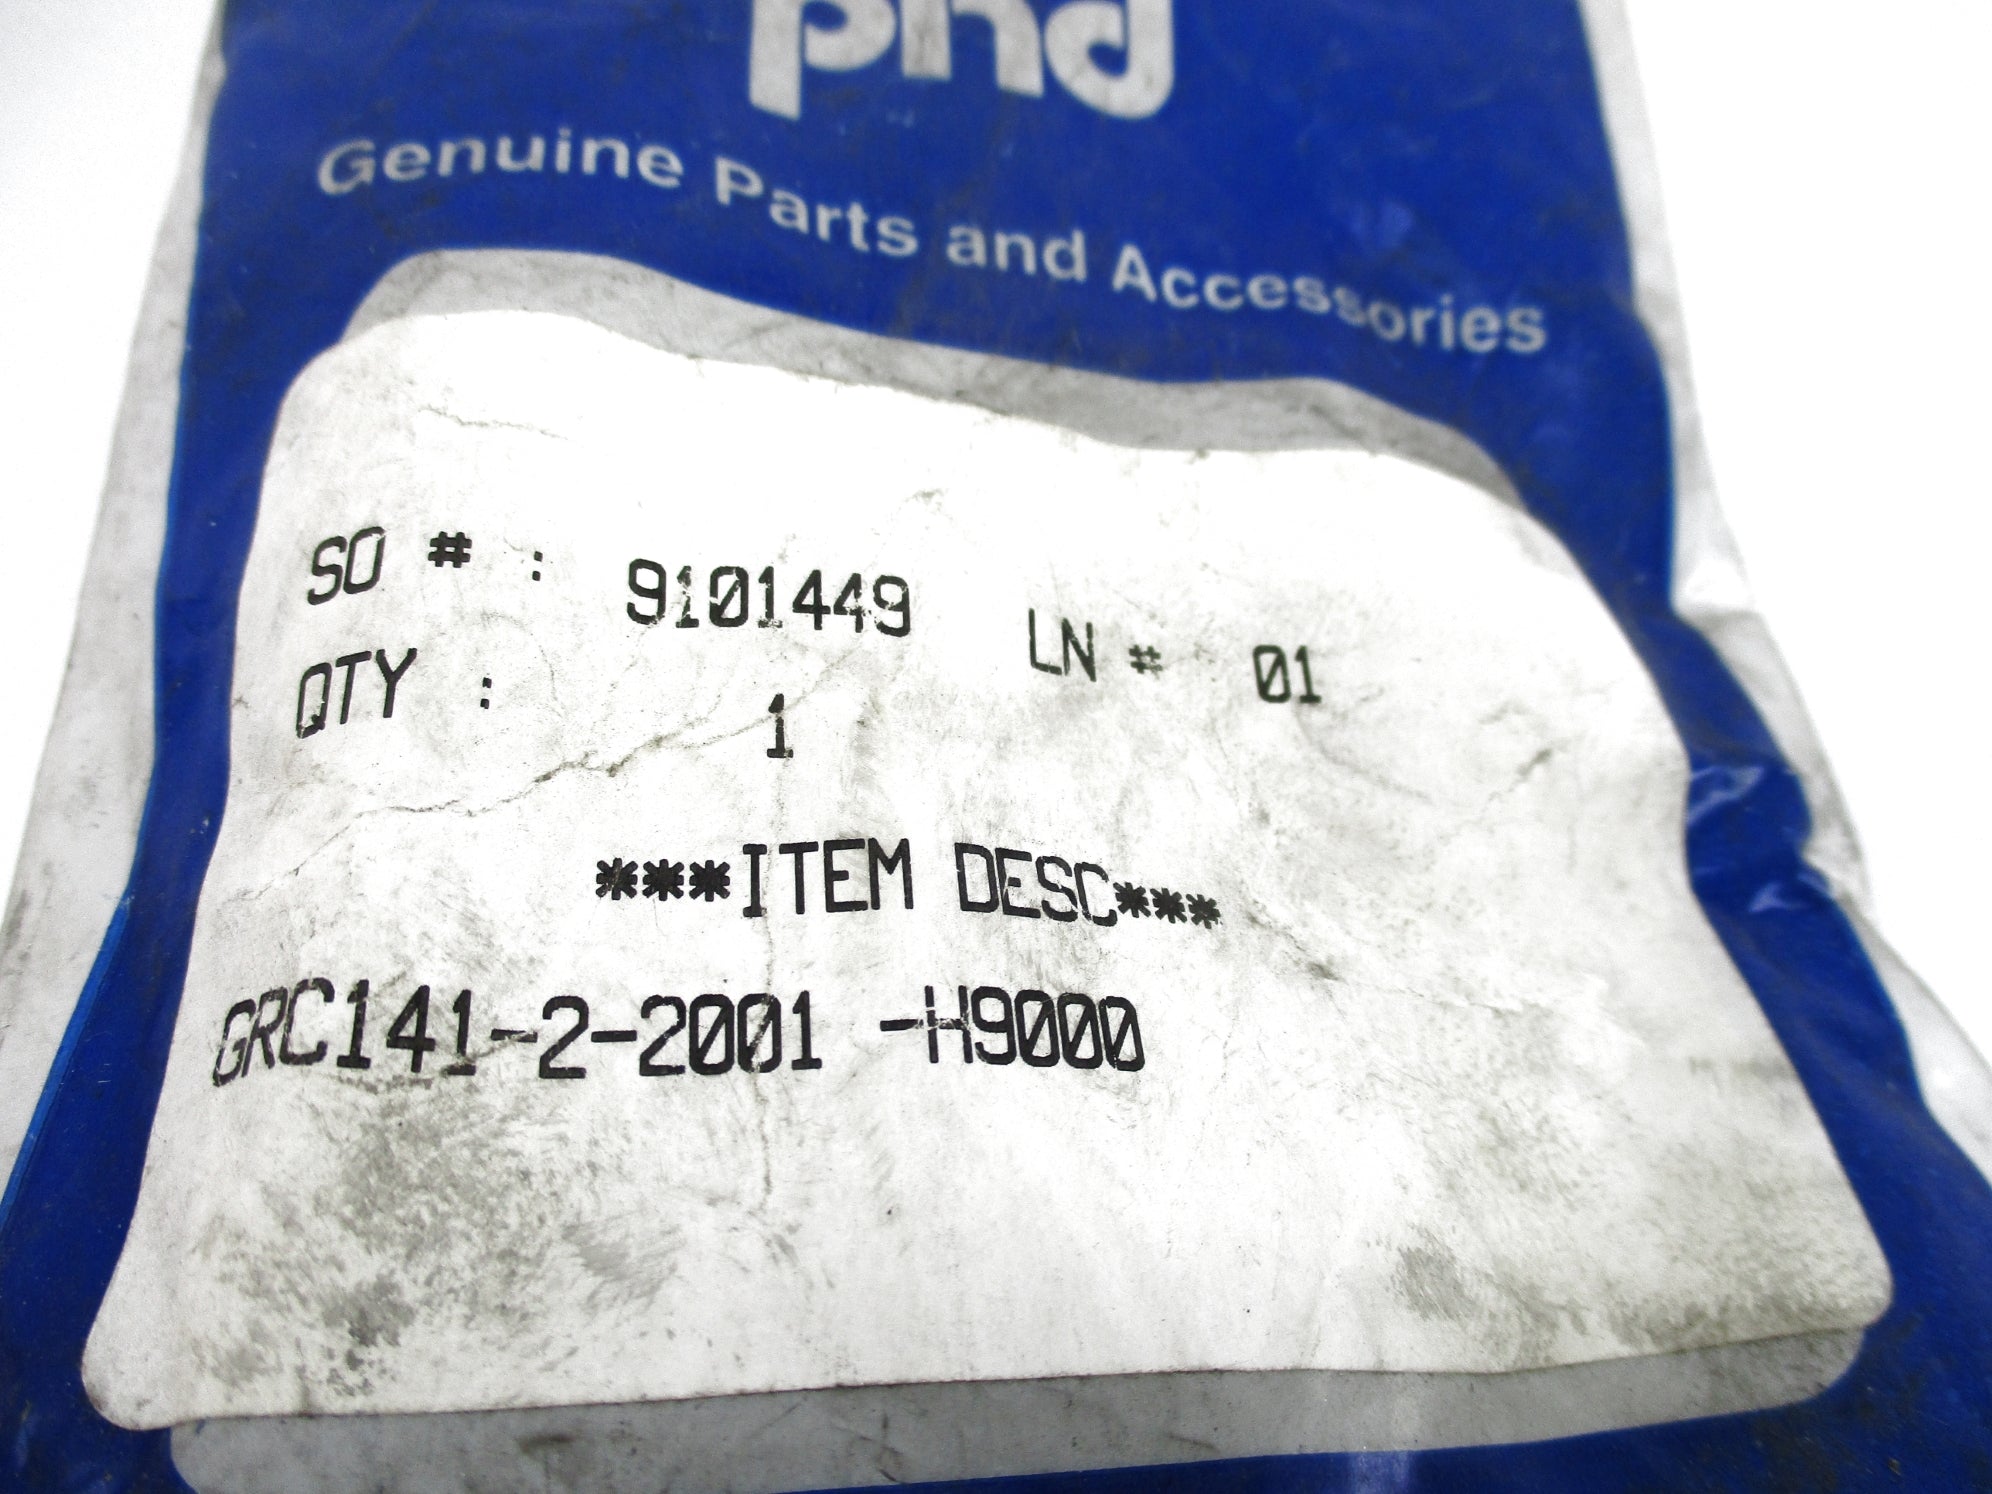 phd
Genuine Parts and Accessories
SO # : 9101449 LN # 01
QTY : 1
***ITEM DESC***
GRC141-2-2001 -H9000